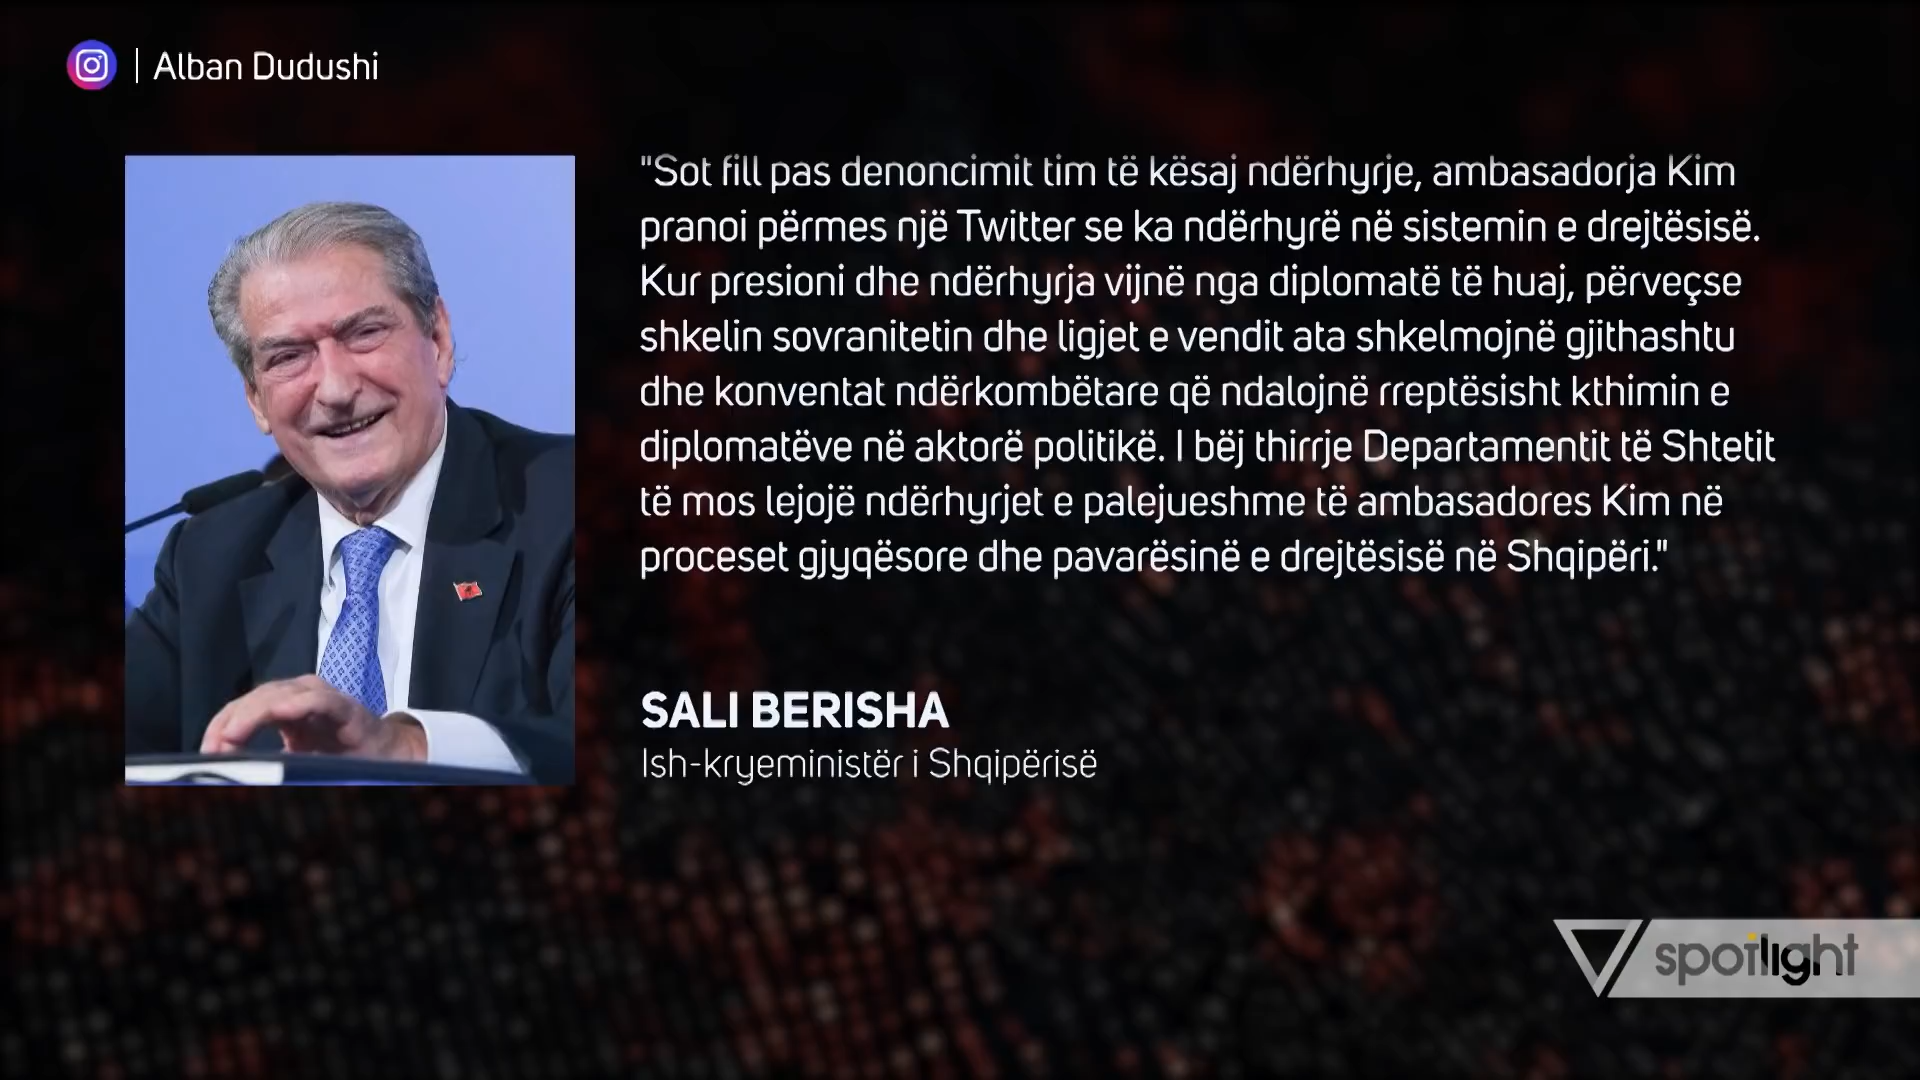 Alban Dudushi
"Sot fill pas denoncimit tim të kësaj ndërhyrje, ambasadorja Kim
pranoi përmes një Twitter se ka ndërhyrë në sistemin e drejtësisë.
Kur presioni dhe ndërhyrja vijnë nga diplomatë të huaj, përveçse
shkelin sovranitetin dhe ligjet e vendit ata shkelmojnë gjithashtu
dhe konventat ndërkombëtare që ndalojnë rreptësisht kthimin e
diplomatëve në aktorë politikë. I bëj thirrje Departamentit të Shtetit
të mos lejojë ndërhyrjet e palejueshme të ambasadores Kim në
proceset gjyqësore dhe pavarësinë e drejtësisë në Shqipëri."
SALI BERISHA
Ish-kryeministër i Shqipërisë
spotlight